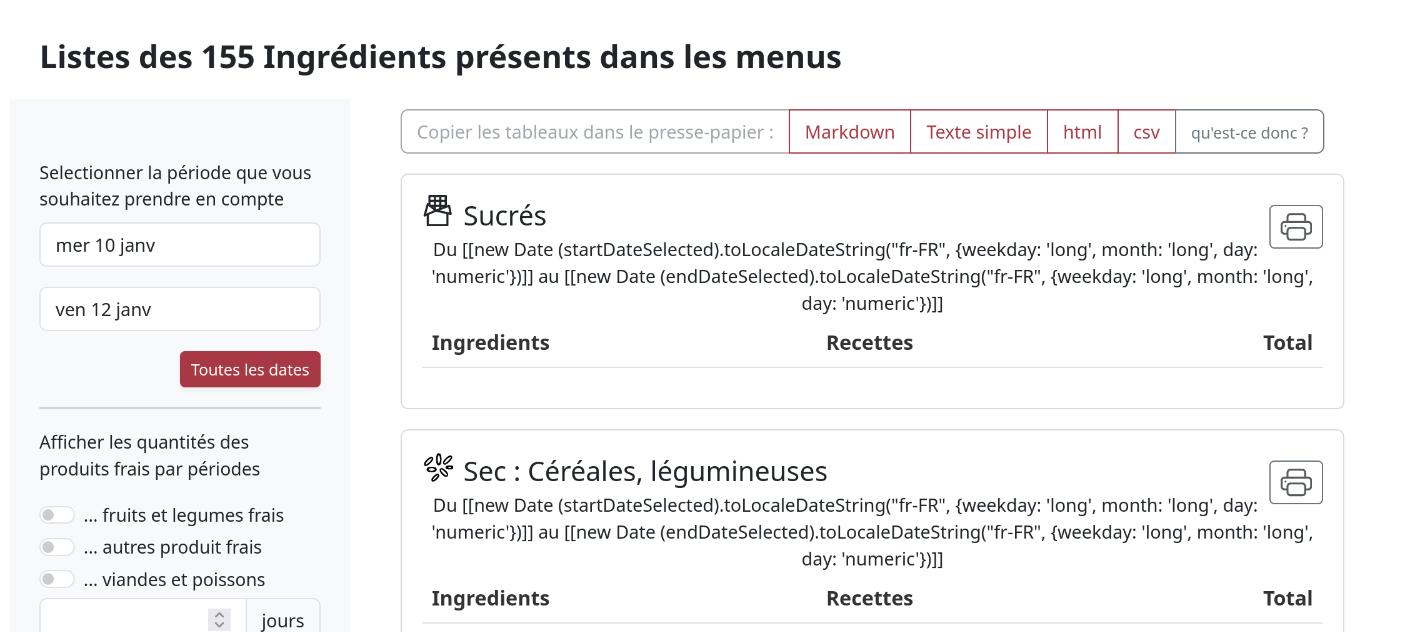 Listes des 155 Ingrédients présents dans les menus
Selectionner la période que vous
souhaitez prendre en compte
mer 10 janv
ven 12 janv
Toutes les dates
Afficher les quantités des
produits frais par périodes
... fruits et legumes frais
... autres produit frais
... viandes et poissons
jours
Copier les tableaux dans le presse-papier :
Markdown
Texte simple
html
csv
qu'est-ce donc ?
Sucrés
Du [[new Date (startDateSelected).toLocaleDateString("fr-FR", {weekday: 'long', month: 'long', day:
'numeric'})]] au [[new Date (endDateSelected).toLocaleDateString("fr-FR", {weekday: 'long', month: 'long',
day: 'numeric'})]]
Ingredients Recettes Total
Sec : Céréales, légumineuses
Du [[new Date (startDateSelected).toLocaleDateString("fr-FR", {weekday: 'long', month: 'long', day:
'numeric'})]] au [[new Date (endDateSelected).toLocaleDateString("fr-FR", {weekday: 'long', month: 'long',
day: 'numeric'})]]
Ingredients Recettes Total